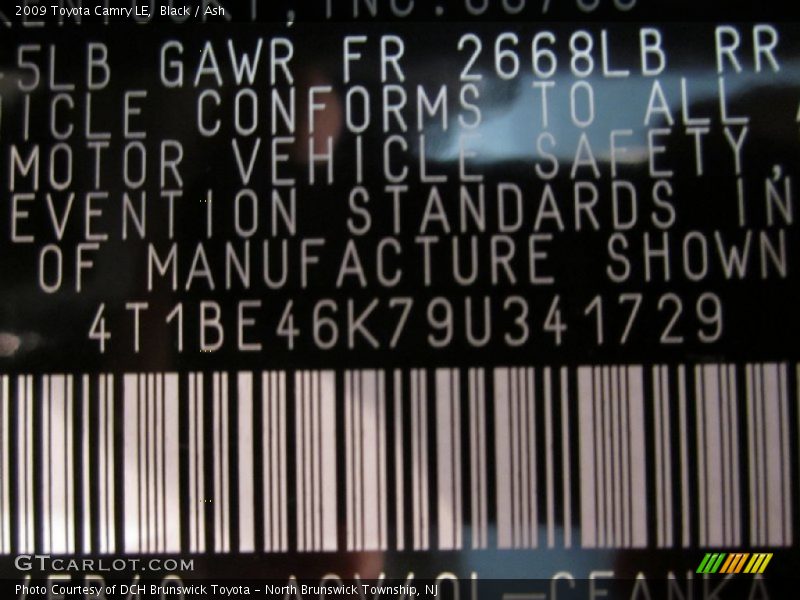 2009 Toyota Camry LE, Black / Ash
5LB GAWR FR 2668LB RR
ICLE CONFORMS TO ALL
MOTOR VEHICLE SAFETY,
EVENTION STANDARDS IN
OF MANUFACTURE SHOWN
4T1BE46K79U341729
GTCARLOT.COM
Photo Courtesy of DCH Brunswick Toyota - North Brunswick Township, NJ